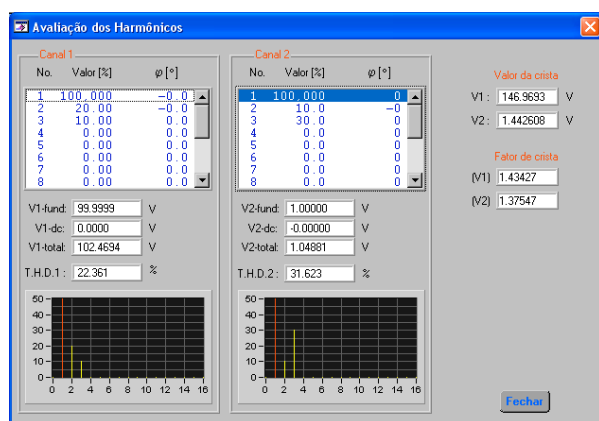 Avaliação dos Harmônicos
Canal 1
No. Valor [%] φ [°]
1 100,000 -0.0
2 20.00 -0.0
3 10.00 0.0
4 0.00 0.0
5 0.00 0.0
6 0.00 0.0
7 0.00 0.0
8 0.00 0.0
V1-fund: 99.9999 V
V1-dc: 0.0000 V
V1-total: 102.4694 V
T.H.D.1 : 22.361 %
50
40
30
20
10
0
0 2 4 6 8 10 12 14 16
Canal 2
No. Valor [%] φ [°]
1 100,000 0
2 10.0 -0
3 30.0 0
4 0.0 0
5 0.0 0
6 0.0 0
7 0.0 0
8 0.0 0
V2-fund: 1.00000 V
V2-dc: -0.00000 V
V2-total: 1.04881 V
T.H.D.2 : 31.623 %
50
40
30
20
10
0
0 2 4 6 8 10 12 14 16
Valor da crista
V1 : 146.9693 V
V2 : 1.442608 V
Fator de crista
(V1) 1.43427
(V2) 1.37547
Fechar